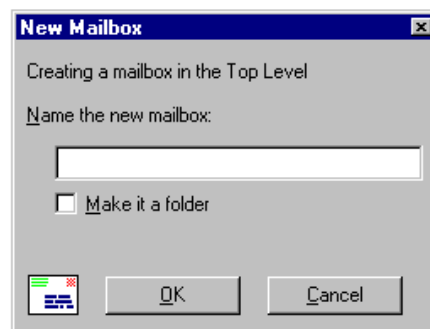 New Mailbox
Creating a mailbox in the Top Level
Name the new mailbox:
Make it a folder
OK
Cancel